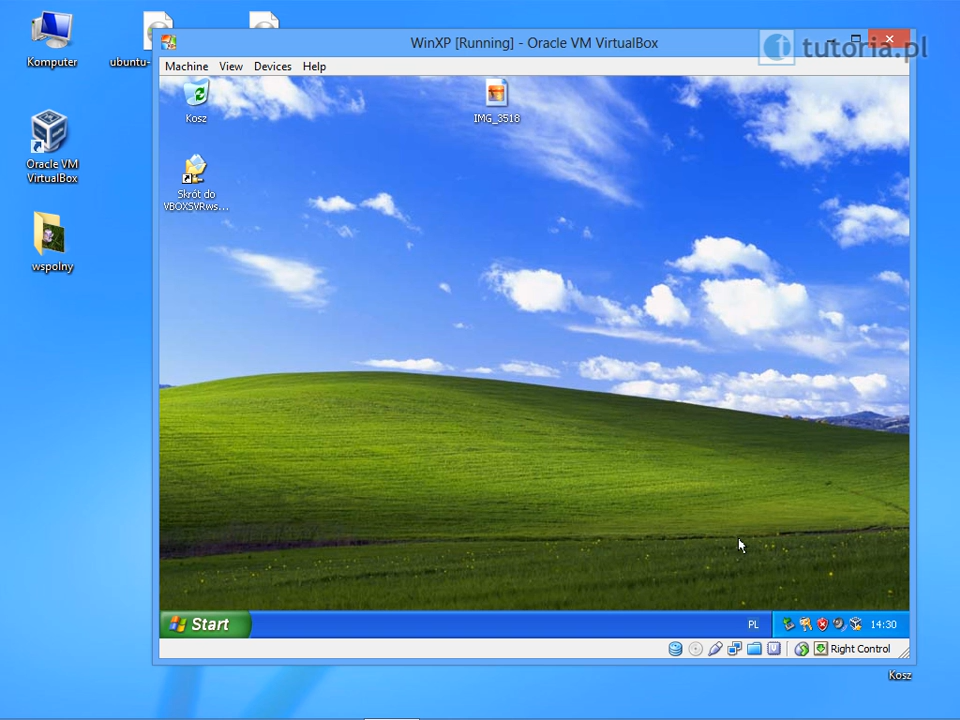 WinXP [Running] - Oracle VM VirtualBox
tutoria.pl
Machine View Devices Help
Komputer
ubuntu-
Oracle VM
VirtualBox
wspolny
Kosz
IMG_3518
Skrót do
VBOXSVRws...
Start
PL
14:30
Right Control
Kosz